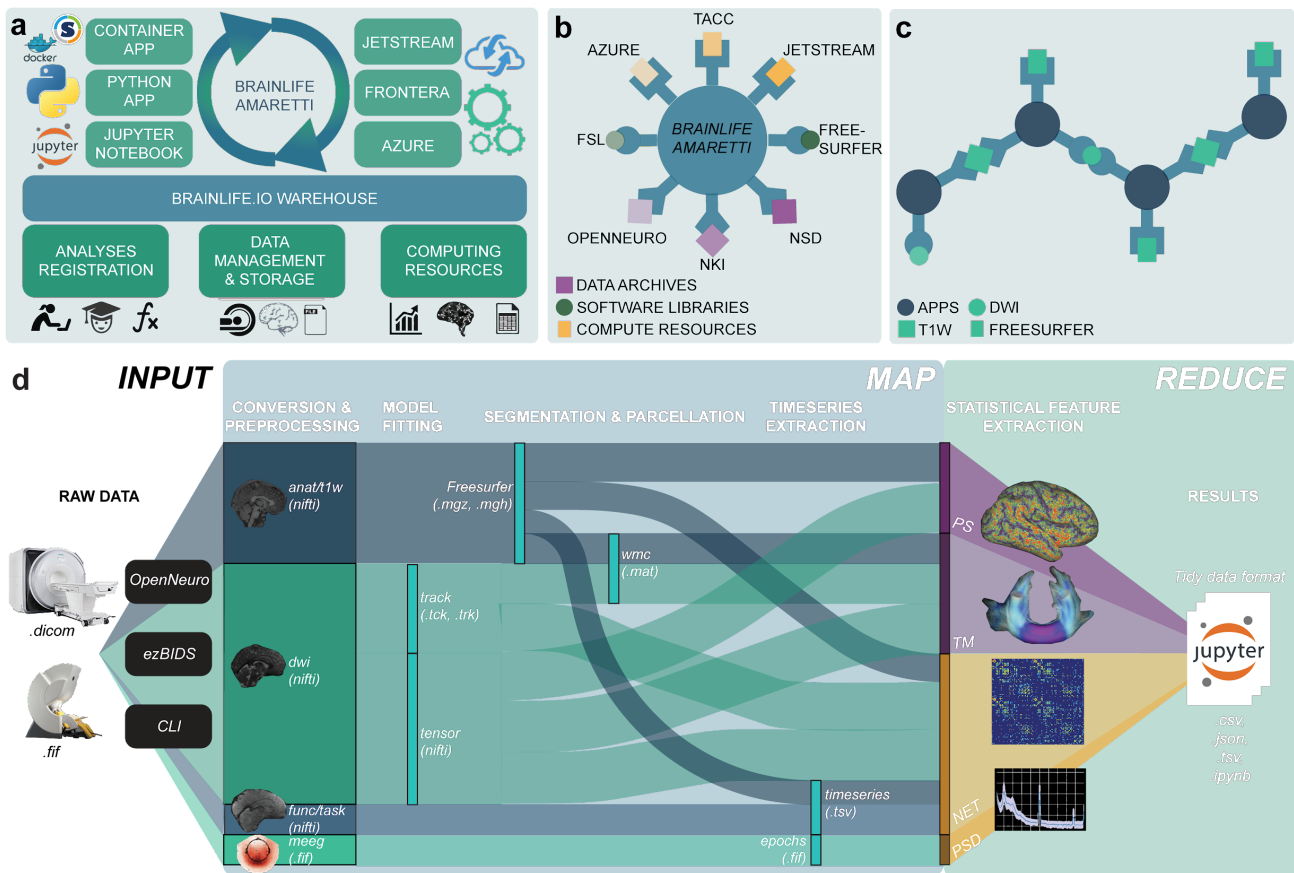 a
CONTAINER
APP
docker
S
PYTHON
APP
JUPYTER
NOTEBOOK
jupyter
BRAINLIFE
AMARETTI
JETSTREAM
FRONTERA
AZURE
BRAINLIFE.IO WAREHOUSE
ANALYSES
REGISTRATION
DATA
MANAGEMENT
& STORAGE
COMPUTING
RESOURCES
fx
FILE
b
TACC
AZURE
JETSTREAM
BRAINLIFE
AMARETTI
FSL
FREE-
SURFER
OPENNEURO
NSD
NKI
DATA ARCHIVES
SOFTWARE LIBRARIES
COMPUTE RESOURCES
c
APPS
DWI
T1W
FREESURFER
d
INPUT
MAP
REDUCE
CONVERSION &
PREPROCESSING
MODEL
FITTING
SEGMENTATION & PARCELLATION
TIMESERIES
EXTRACTION
STATISTICAL FEATURE
EXTRACTION
RAW DATA
.dicom
.fif
OpenNeuro
ezBIDS
CLI
anat/t1w
(nifti)
dwi
(nifti)
func/task
(nifti)
meeg
(.fif)
Freesurfer
(.mgz, .mgh)
track
(.tck, .trk)
tensor
(nifti)
wmc
(.mat)
timeseries
(.tsv)
epochs
(.fif)
PS
TM
NET
PSD
RESULTS
Tidy data format
jupyter
.csv,
.json,
.tsv
.ipynb